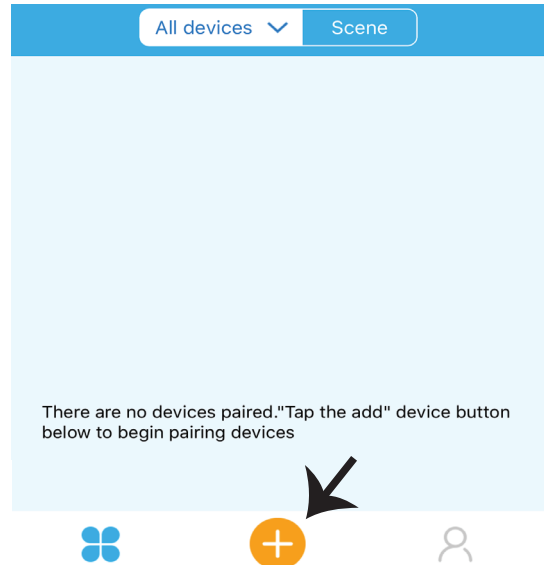 All devices
Scene
There are no devices paired."Tap the add" device button
below to begin pairing devices